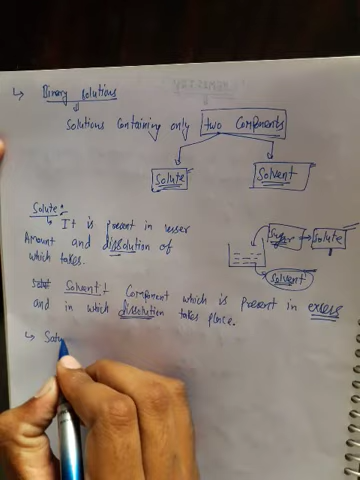 ↳ Binary Solutions
Solutions containing only two Components
Solute Solvent
Solute:
↳ It is present in lesser
Amount and dissolution of
which takes.
Sugar → Solute
Solvent
Solvent: Component which is present in excess
and in which dissolution takes place.
↳ Satu